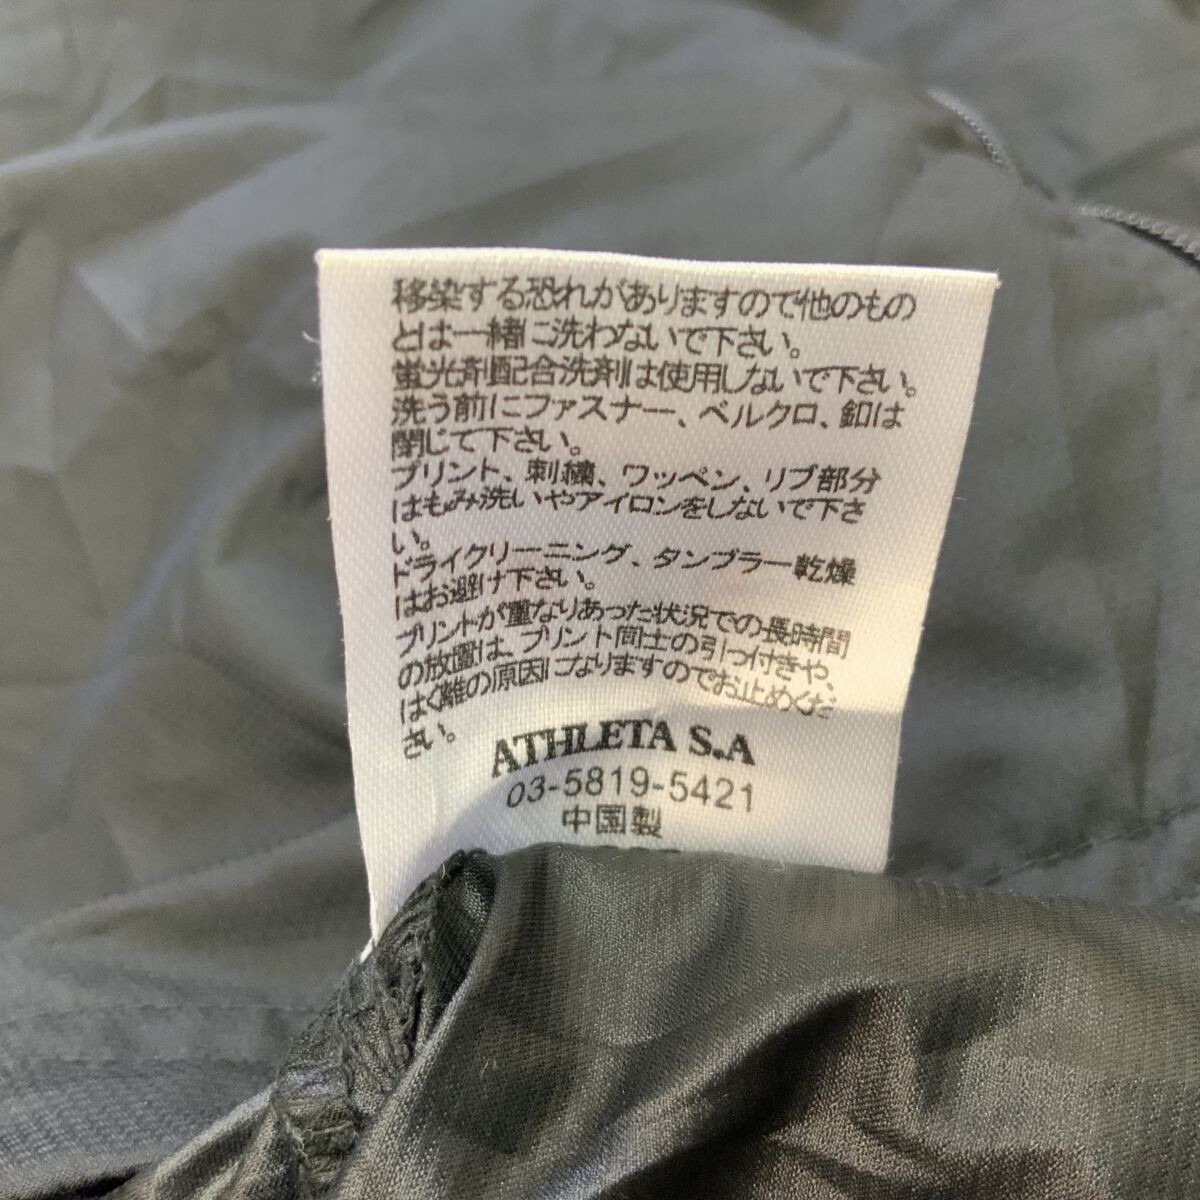 移染する恐れがありますので他のもの
とは一緒に洗わないで下さい。
蛍光剤配合洗剤は使用しないで下さい。
洗う前にファスナー、ベルクロ、釦は
閉じて下さい。
プリント、刺繍、ワッペン、リブ部分
はもみ洗いやアイロンをしないで下さ
い。
ドライクリーニング、タンブラー乾燥
はお避け下さい。
プリントが重なりあった状況での長時間
の放置は、プリント同士の引っ付きや、
はく離の原因になりますのでお止めくだ
さい。
ATHLETA S.A
03-5819-5421
中国製